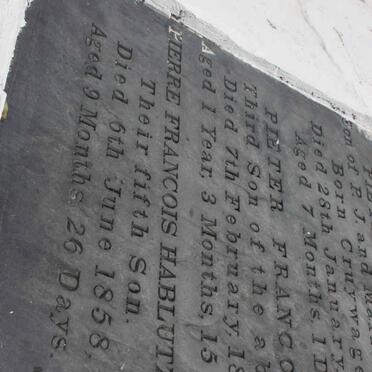 Son of P. J. and Maria
Born Cruywage
Died 28th January,
Aged 7 Months 1 D
PIETER FRANCO
Third Son of the a
Died 7th February, 18
Aged 1 Year 3 Months 15
PIERRE FRANCOIS HABLUTZ
Their fifth Son.
Died 6th June 1858,
Aged 9 Months 26 Days.